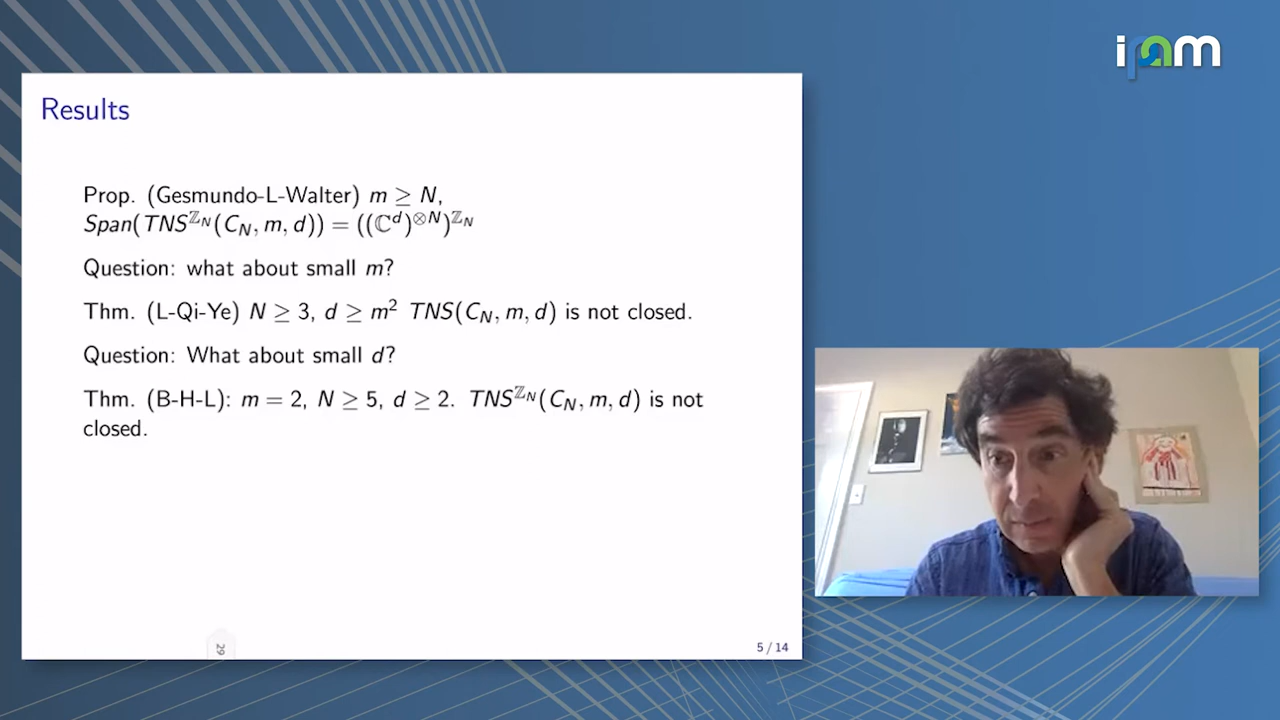 ipam
Results
Prop. (Gesmundo-L-Walter) m ≥ N,
Span(TNS^{ℤ_N}(C_N, m, d)) = ((ℂ^d)^{⊗N})^{ℤ_N}
Question: what about small m?
Thm. (L-Qi-Ye) N ≥ 3, d ≥ m² TNS(C_N, m, d) is not closed.
Question: What about small d?
Thm. (B-H-L): m = 2, N ≥ 5, d ≥ 2. TNS^{ℤ_N}(C_N, m, d) is not
closed.
29
5 / 14